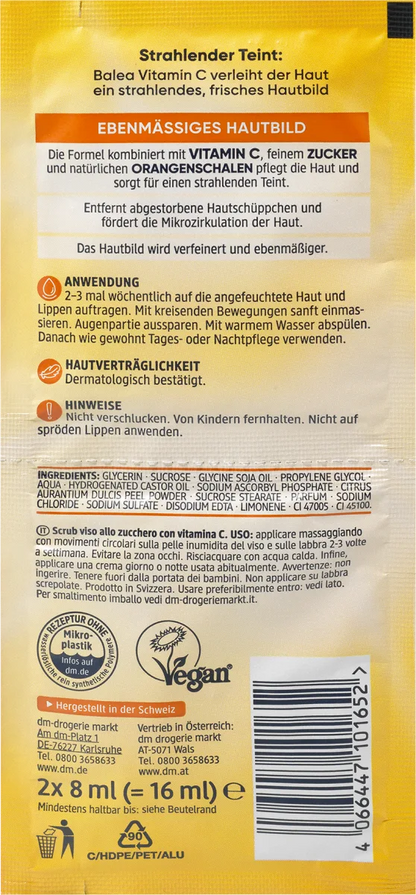 Strahlender Teint:
Balea Vitamin C verleiht der Haut
ein strahlendes, frisches Hautbild
EBENMÄSSIGES HAUTBILD
Die Formel kombiniert mit VITAMIN C, feinem ZUCKER
und natürlichen ORANGENSCHALEN pflegt die Haut und
sorgt für einen strahlenden Teint.
Entfernt abgestorbene Hautschüppchen und
fördert die Mikrozirkulation der Haut.
Das Hautbild wird verfeinert und ebenmäßiger.
ANWENDUNG
2–3 mal wöchentlich auf die angefeuchtete Haut und
Lippen auftragen. Mit kreisenden Bewegungen sanft einmas-
sieren. Augenpartie aussparen. Mit warmem Wasser abspülen.
Danach wie gewohnt Tages- oder Nachtpflege verwenden.
HAUTVERTRÄGLICHKEIT
Dermatologisch bestätigt.
HINWEISE
Nicht verschlucken. Von Kindern fernhalten. Nicht auf
spröden Lippen anwenden.
INGREDIENTS: GLYCERIN · SUCROSE · GLYCINE SOJA OIL · PROPYLENE GLYCOL ·
AQUA · HYDROGENATED CASTOR OIL · SODIUM ASCORBYL PHOSPHATE · CITRUS
AURANTIUM DULCIS PEEL POWDER · SUCROSE STEARATE · PARFUM · SODIUM
CHLORIDE · SODIUM SULFATE · DISODIUM EDTA · LIMONENE · CI 47005 · CI 45100.
IT Scrub viso allo zucchero con vitamina C. USO: applicare massaggiando
con movimenti circolari sulla pelle inumidita del viso e sulle labbra 2-3 volte
a settimana. Evitare la zona occhi. Risciacquare con acqua calda. Infine,
applicare una crema giorno o notte usata abitualmente. Avvertenze: non
ingerire. Tenere fuori dalla portata dei bambini. Non applicare su labbra
screpolate. Prodotto in Svizzera. Usare preferibilmente entro: vedi lato.
Per smaltimento imballo vedi dm-drogeriemarkt.it.
REZEPTUR OHNE
Mikro-
plastik
Infos auf
dm.de
wasserlösliche rein synthetische Polymere
Vegan
Hergestellt in der Schweiz
dm-drogerie markt
Am dm-Platz 1
DE-76227 Karlsruhe
Tel. 0800 3658633
www.dm.de
Vertrieb in Österreich:
dm drogerie markt
AT-5071 Wals
Tel. 0800 3658633
www.dm.at
2x 8 ml (= 16 ml) e
Mindestens haltbar bis: siehe Beutelrand
90
C/HDPE/PET/ALU
4 066447 101652 >